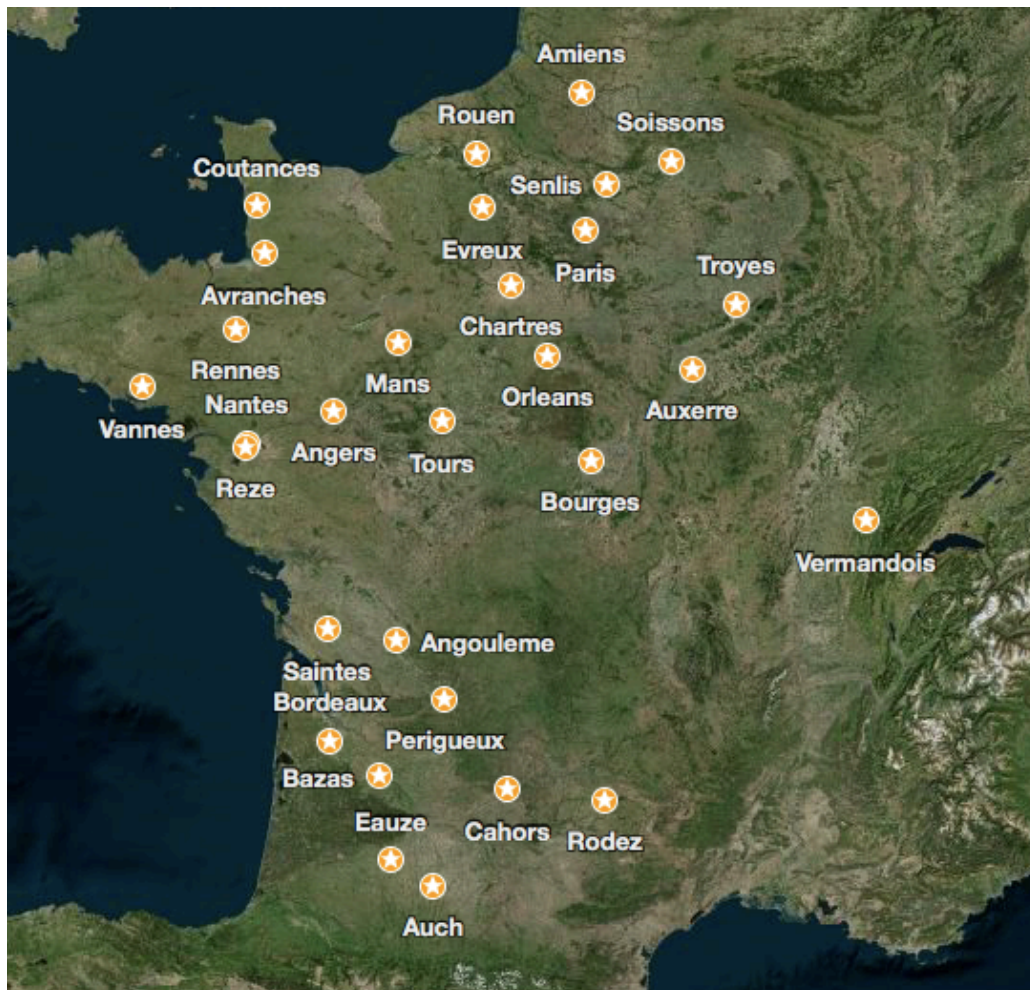 Amiens
Rouen
Soissons
Coutances
Senlis
Evreux
Paris
Troyes
Avranches
Chartres
Rennes
Mans
Orleans
Nantes
Auxerre
Vannes
Angers
Tours
Reze
Bourges
Vermandois
Angouleme
Saintes
Bordeaux
Perigueux
Bazas
Eauze
Cahors
Rodez
Auch